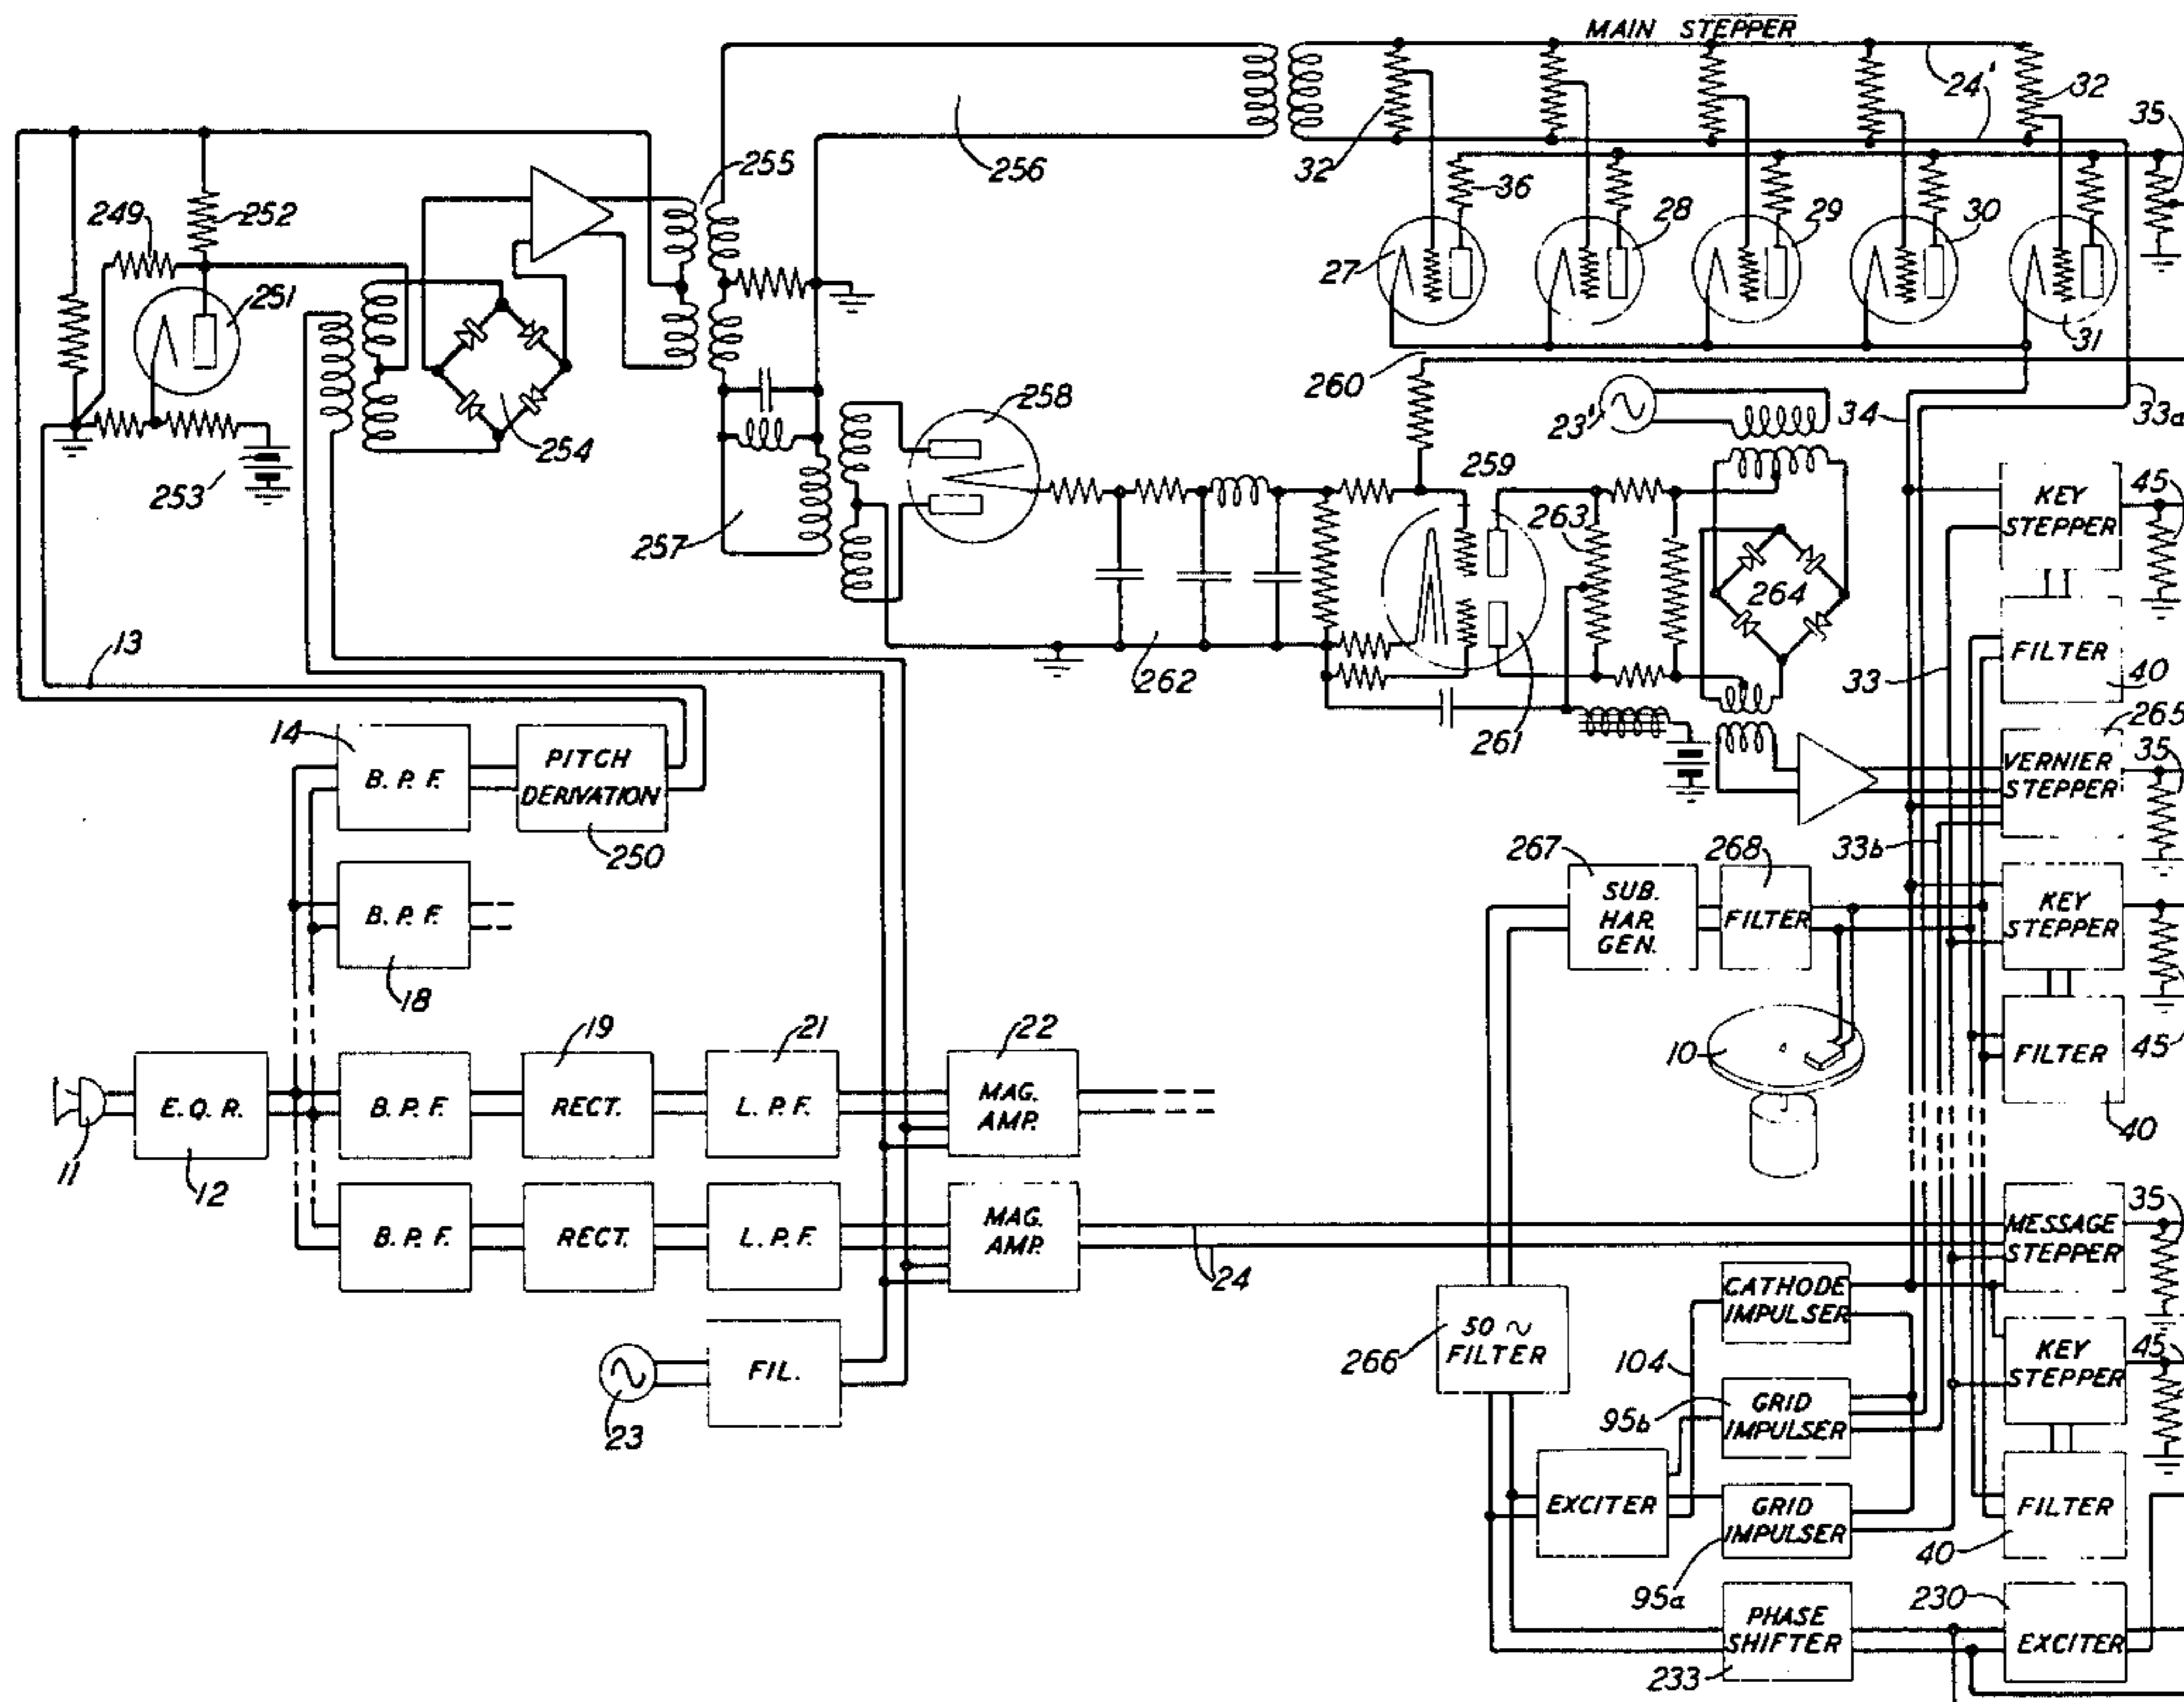 MAIN STEPPER
24'
32
35
32
36
28
29
30
27
31
255
256
249
252
251
253
254
257
258
260
23'
34
33a
259
263
264
262
261
KEY
STEPPER
45
FILTER
40
33
265
VERNIER
STEPPER
35
33b
13
14
B. P. F.
PITCH
DERIVATION
250
B. P. F.
18
267
SUB.
HAR.
GEN.
268
FILTER
KEY
STEPPER
10
FILTER
45
40
11
E. Q. R.
12
B. P. F.
19
RECT.
21
L. P. F.
22
MAG.
AMP.
B. P. F.
RECT.
L. P. F.
MAG.
AMP.
24
MESSAGE
STEPPER
35
23
FIL.
50 ~
FILTER
266
CATHODE
IMPULSER
104
95b
GRID
IMPULSER
KEY
STEPPER
45
EXCITER
GRID
IMPULSER
95a
FILTER
40
PHASE
SHIFTER
233
230
EXCITER